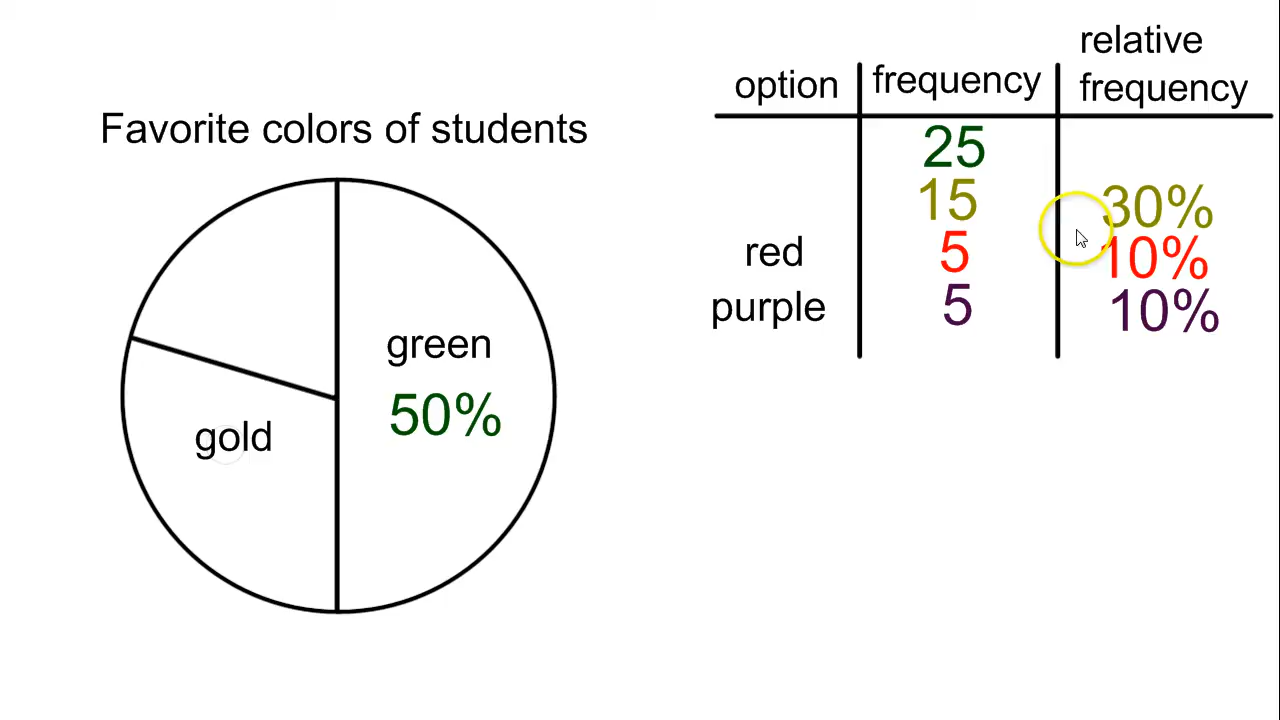 Favorite colors of students
green
50%
gold
option frequency relative frequency
25
15 30%
red 5 10%
purple 5 10%